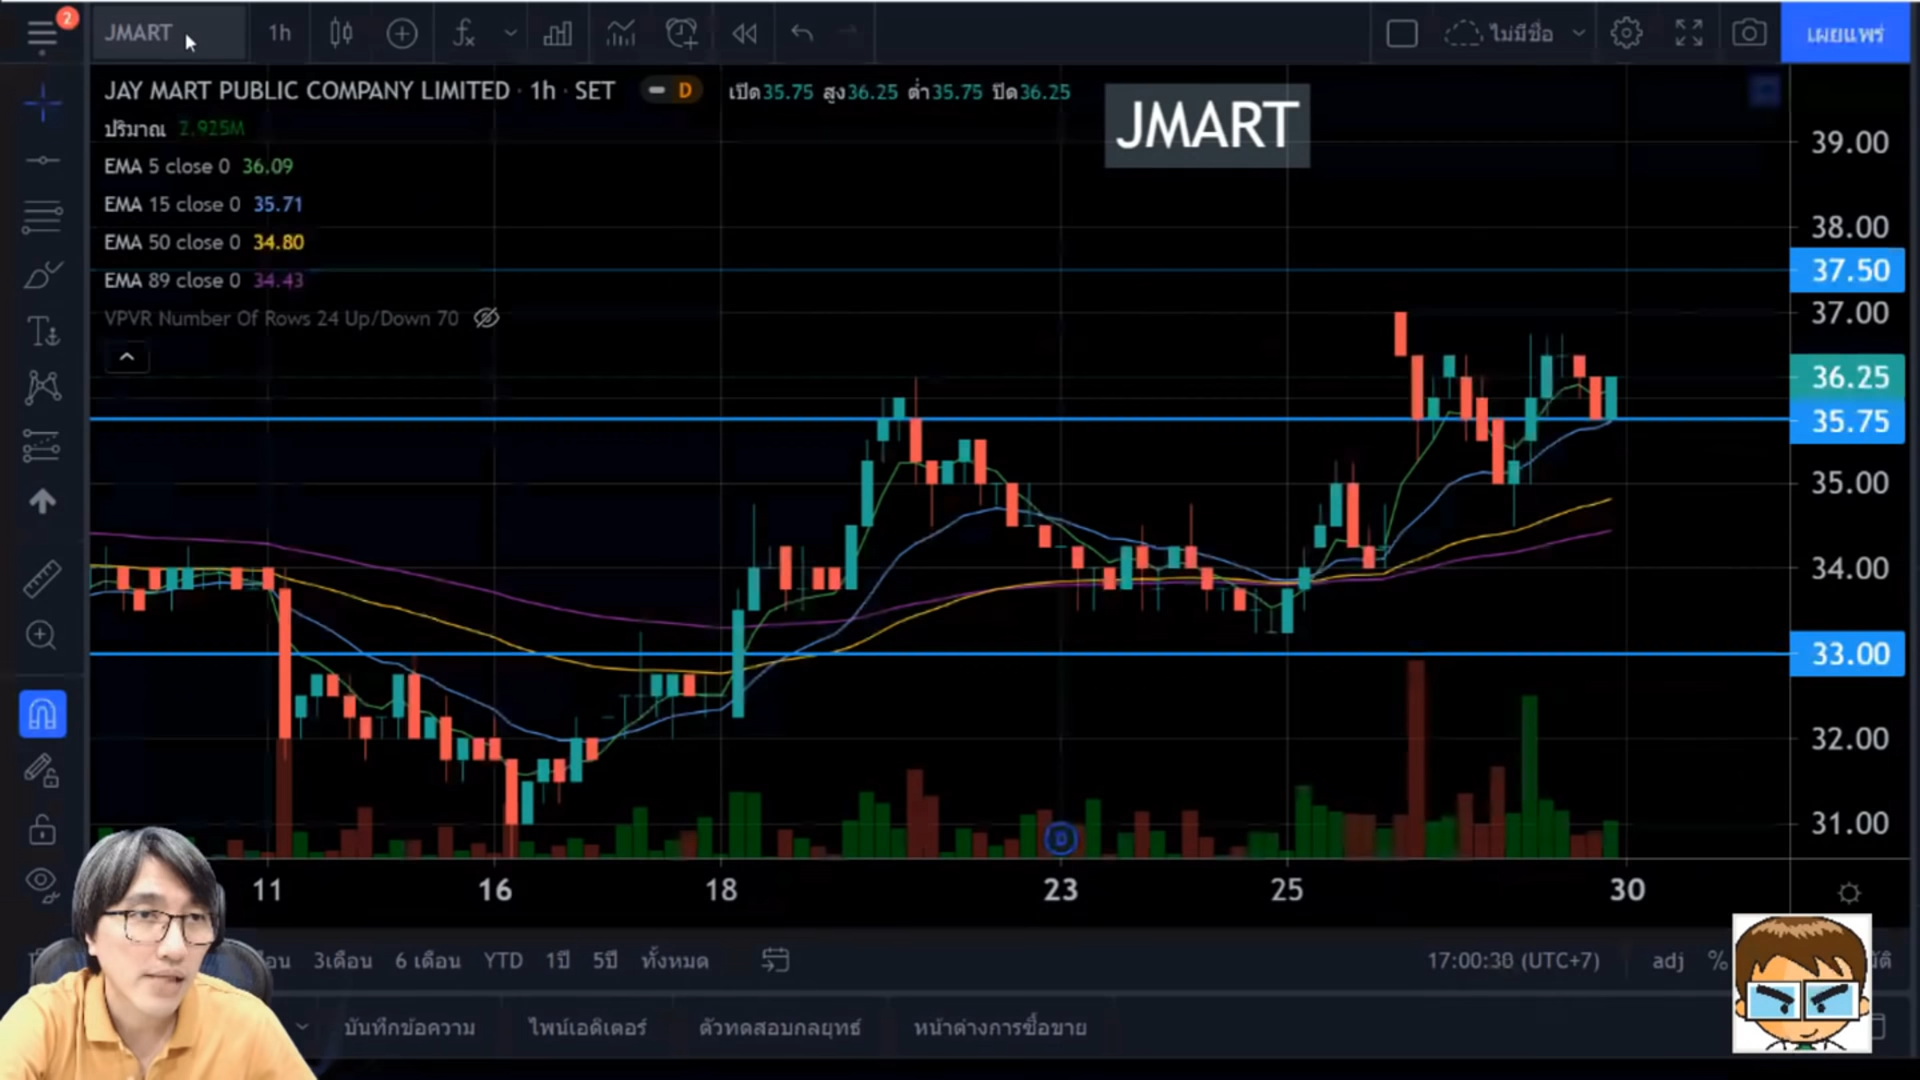 2
JMART
1h
ไม่มีชื่อ
เผยแพร่
JAY MART PUBLIC COMPANY LIMITED · 1h · SET
D
เปิด35.75 สูง36.25 ต่ำ35.75 ปิด36.25
JMART
ปริมาณ 2.925M
EMA 5 close 0 36.09
EMA 15 close 0 35.71
EMA 50 close 0 34.80
EMA 89 close 0 34.43
VPVR Number Of Rows 24 Up/Down 70
39.00
38.00
37.50
37.00
36.25
35.75
35.00
34.00
33.00
32.00
31.00
D
11 16 18 23 25 30
3เดือน 6 เดือน YTD 1ปี 5ปี ทั้งหมด
17:00:30 (UTC+7) adj %
บันทึกข้อความ ไพน์เอดิเตอร์ ตัวทดสอบกลยุทธ์ หน้าต่างการซื้อขาย